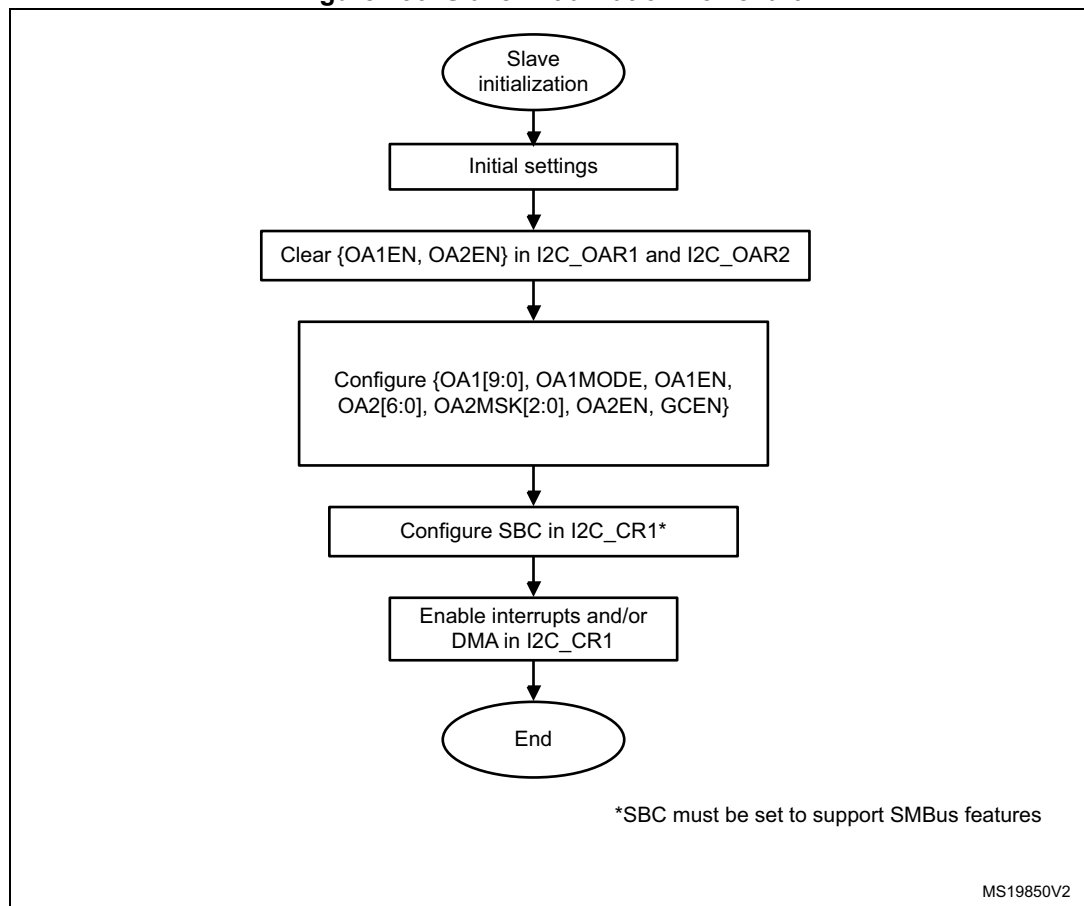 Slave
initialization
Initial settings
Clear {OA1EN, OA2EN} in I2C_OAR1 and I2C_OAR2
Configure {OA1[9:0], OA1MODE, OA1EN,
OA2[6:0], OA2MSK[2:0], OA2EN, GCEN}
Configure SBC in I2C_CR1*
Enable interrupts and/or
DMA in I2C_CR1
End
*SBC must be set to support SMBus features
MS19850V2